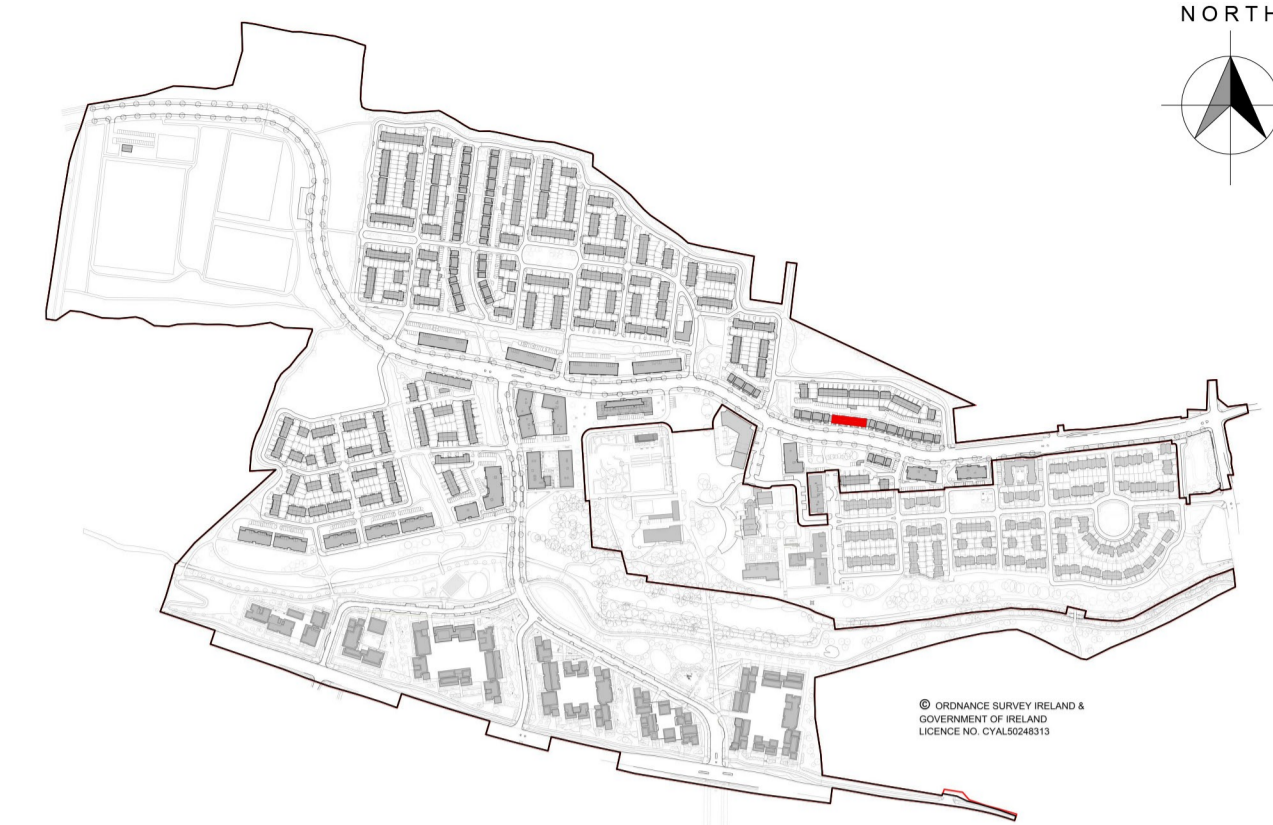 NORTH
© ORDNANCE SURVEY IRELAND &
GOVERNMENT OF IRELAND
LICENCE NO. CYAL50248313